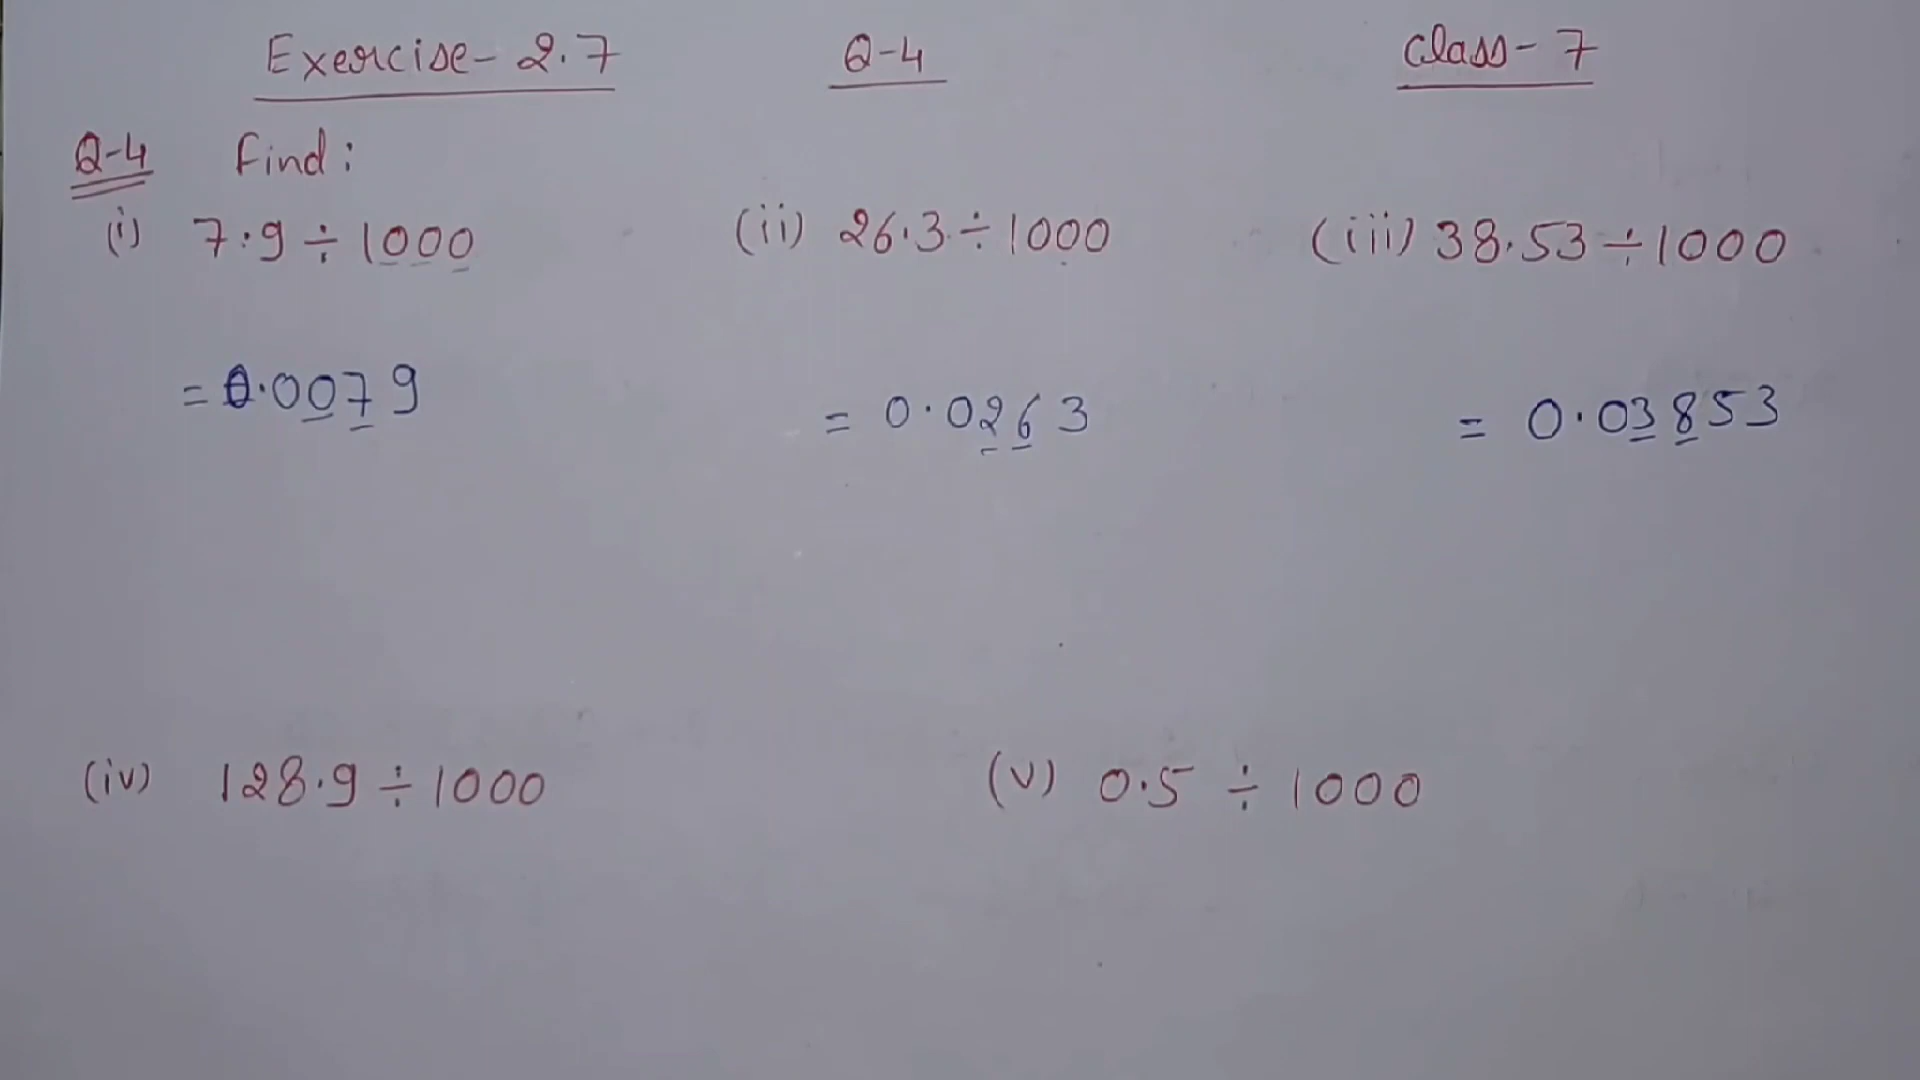 Exercise- 2.7 Q-4 Class- 7
Q-4 Find:
(i) 7.9 ÷ 1000 (ii) 26.3 ÷ 1000 (iii) 38.53 ÷ 1000
= 0.0079 = 0.0263 = 0.03853
(iv) 128.9 ÷ 1000 (v) 0.5 ÷ 1000